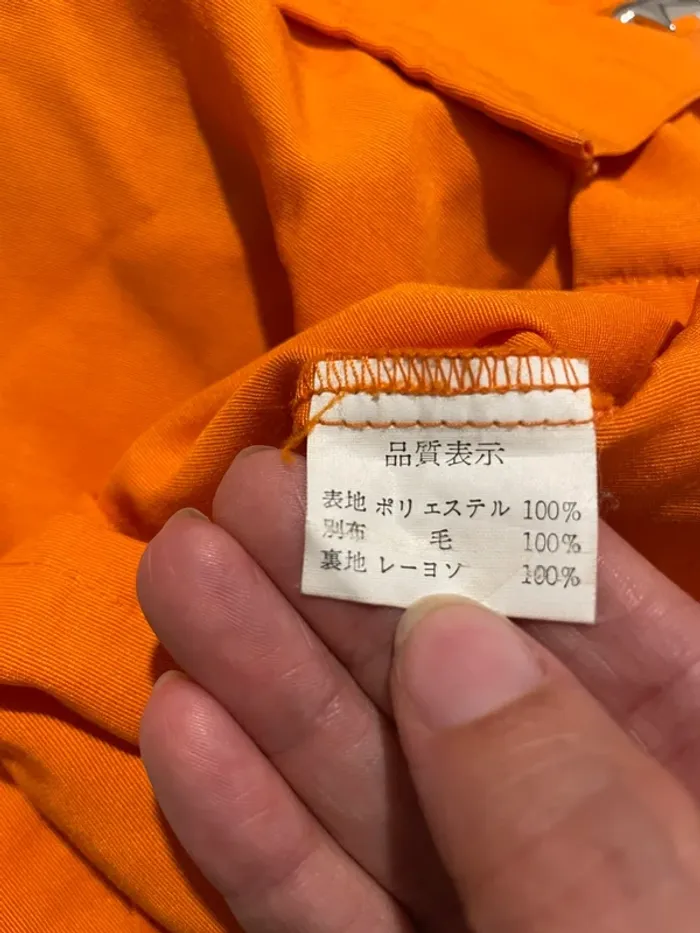 品質表示
表地 ポリエステル 100%
別布 毛 100%
裏地 レーヨン 100%